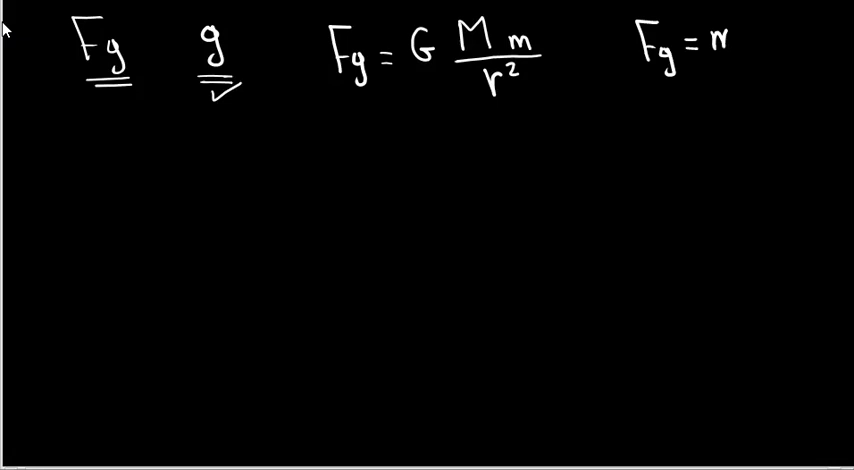 Fg g Fg = G Mm/r² Fg = m